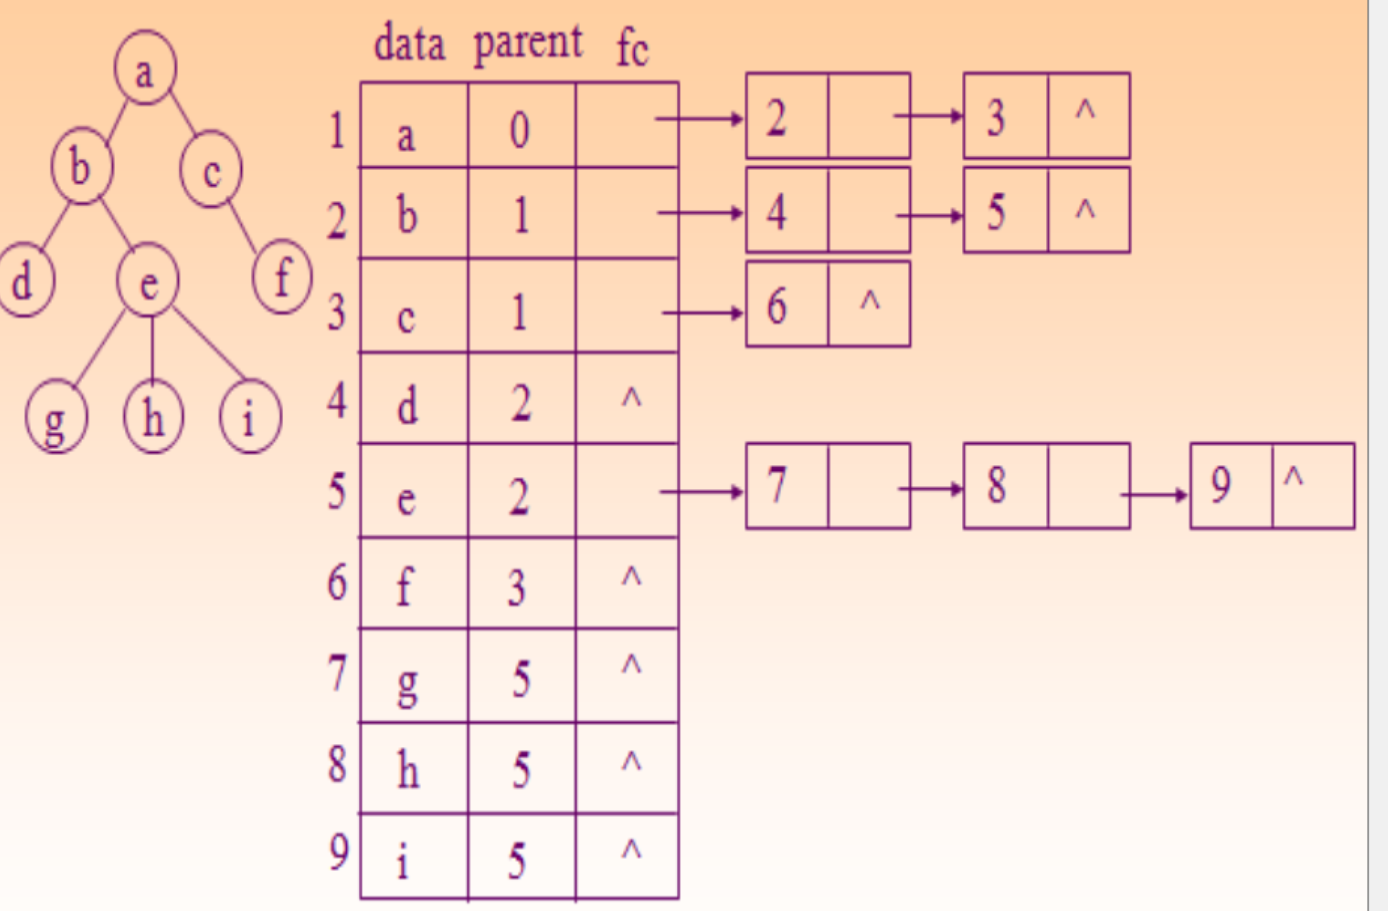 a
b c
d e f
g h i
data parent fc
1 a 0 2 3 ^
2 b 1 4 5 ^
3 c 1 6 ^
4 d 2 ^
5 e 2 7 8 9 ^
6 f 3 ^
7 g 5 ^
8 h 5 ^
9 i 5 ^